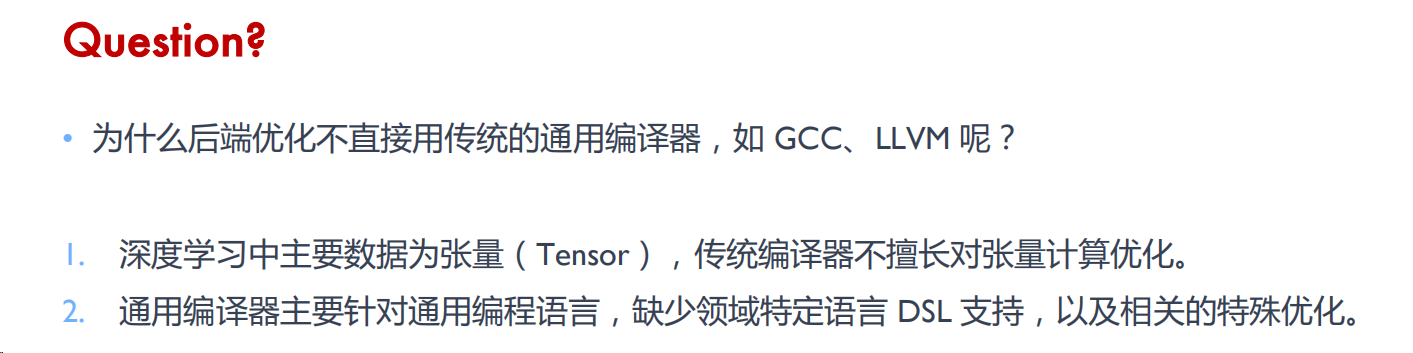 Question?
• 为什么后端优化不直接用传统的通用编译器，如 GCC、LLVM 呢？
1. 深度学习中主要数据为张量（Tensor），传统编译器不擅长对张量计算优化。
2. 通用编译器主要针对通用编程语言，缺少领域特定语言 DSL 支持，以及相关的特殊优化。